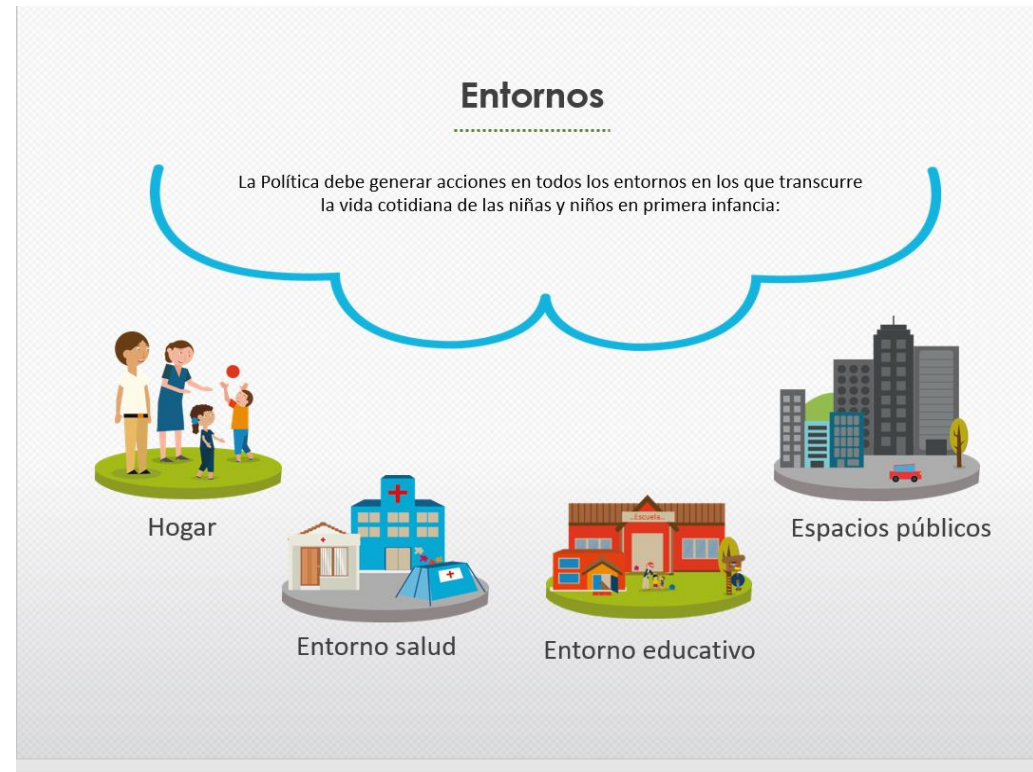 Entornos
La Política debe generar acciones en todos los entornos en los que transcurre
la vida cotidiana de las niñas y niños en primera infancia:
Hogar
Espacios públicos
..Escuela..
Entorno salud
Entorno educativo